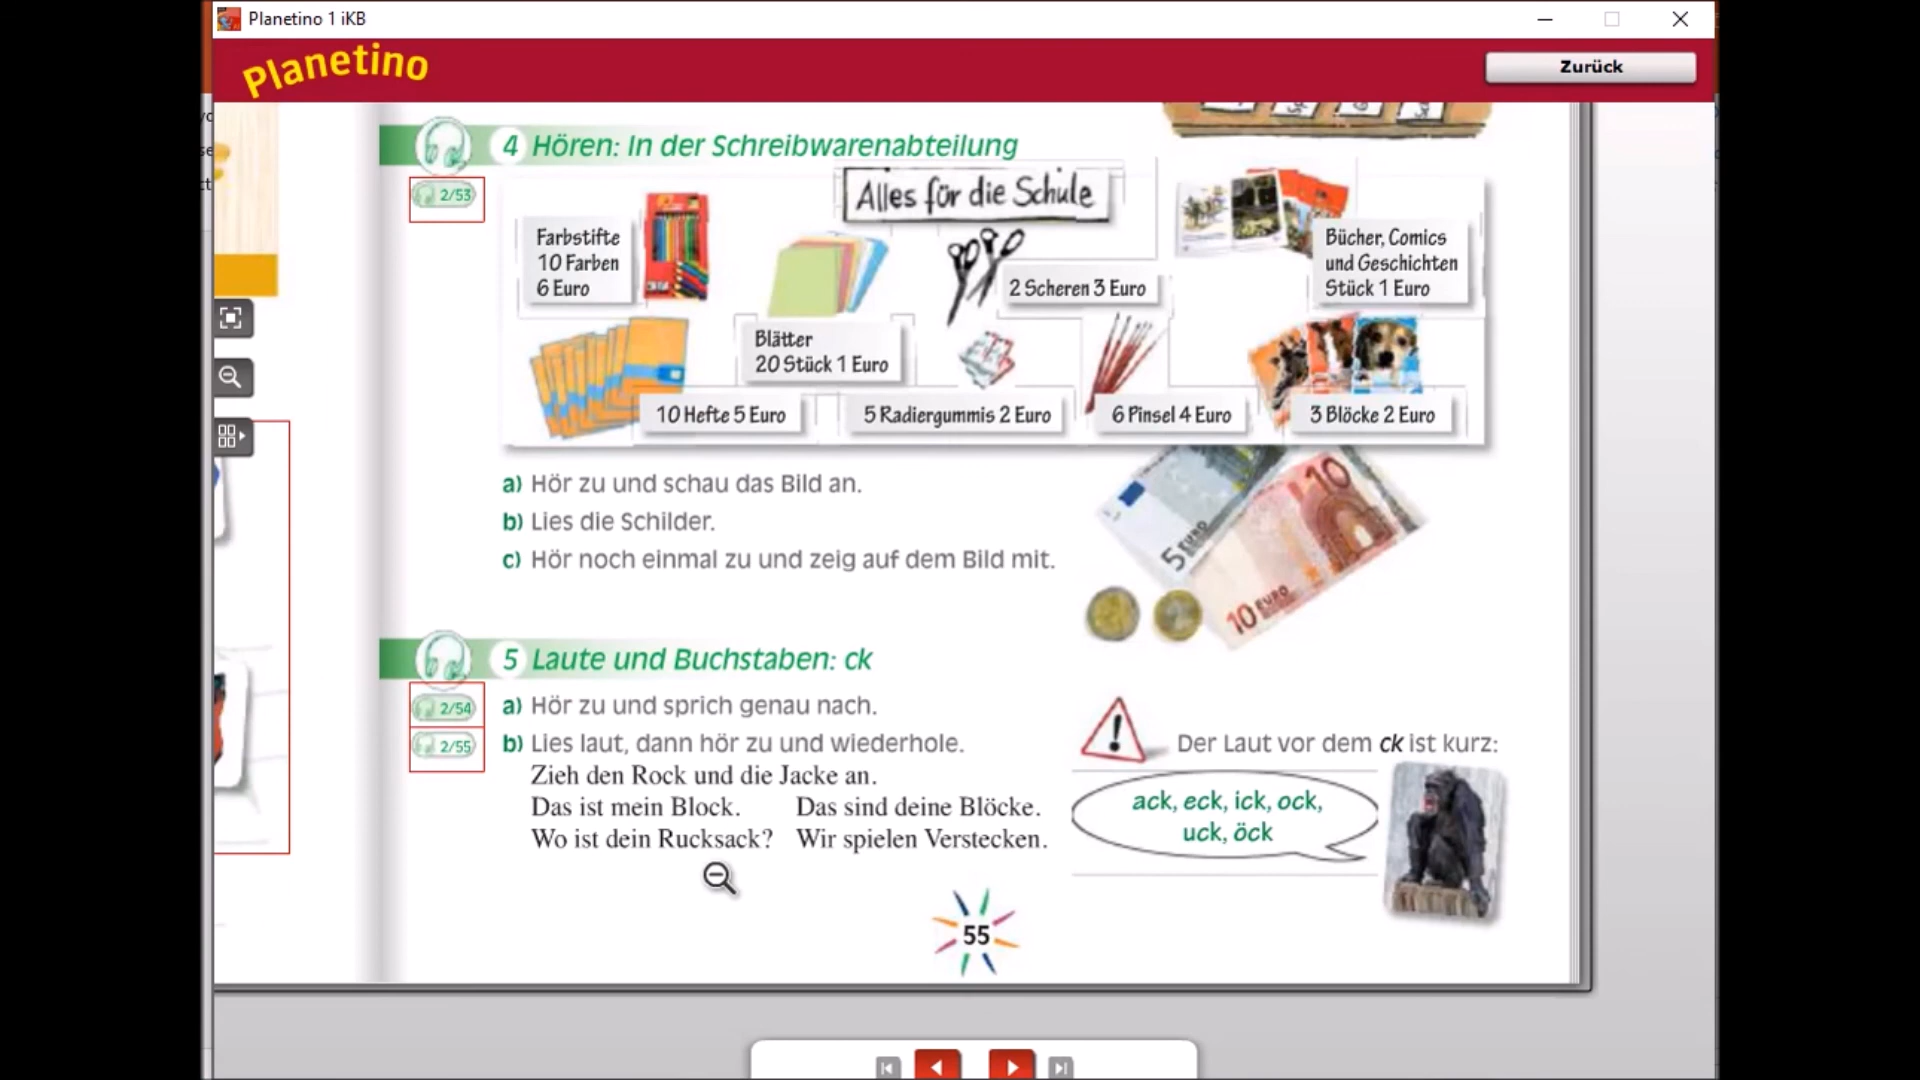 Planetino 1 iKB
Planetino
Zurück
4 Hören: In der Schreibwarenabteilung
2/53
Alles für die Schule
Farbstifte
10 Farben
6 Euro
Bücher, Comics
und Geschichten
Stück 1 Euro
2 Scheren 3 Euro
Blätter
20 Stück 1 Euro
10 Hefte 5 Euro
5 Radiergummis 2 Euro
6 Pinsel 4 Euro
3 Blöcke 2 Euro
a) Hör zu und schau das Bild an.
b) Lies die Schilder.
c) Hör noch einmal zu und zeig auf dem Bild mit.
5 EURO
10
10 EURO
5 Laute und Buchstaben: ck
2/54
a) Hör zu und sprich genau nach.
2/55
b) Lies laut, dann hör zu und wiederhole.
Zieh den Rock und die Jacke an.
Das ist mein Block. Das sind deine Blöcke.
Wo ist dein Rucksack? Wir spielen Verstecken.
! Der Laut vor dem ck ist kurz:
ack, eck, ick, ock,
uck, öck
55